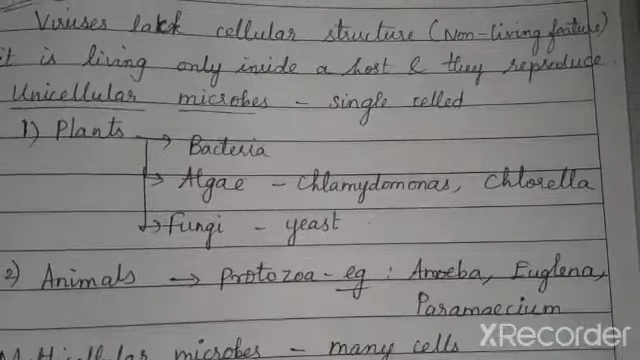 Viruses lack cellular structure (Non-living feature)
it is living only inside a host & they reproduce.
Unicellular microbes - single celled
1) Plants → Bacteria
→ Algae - Chlamydomonas, Chlorella
→ Fungi - yeast
2) Animals → Protozoa - eg : Amoeba, Euglena,
Paramaecium
Multicellular microbes - many cells
XRecorder